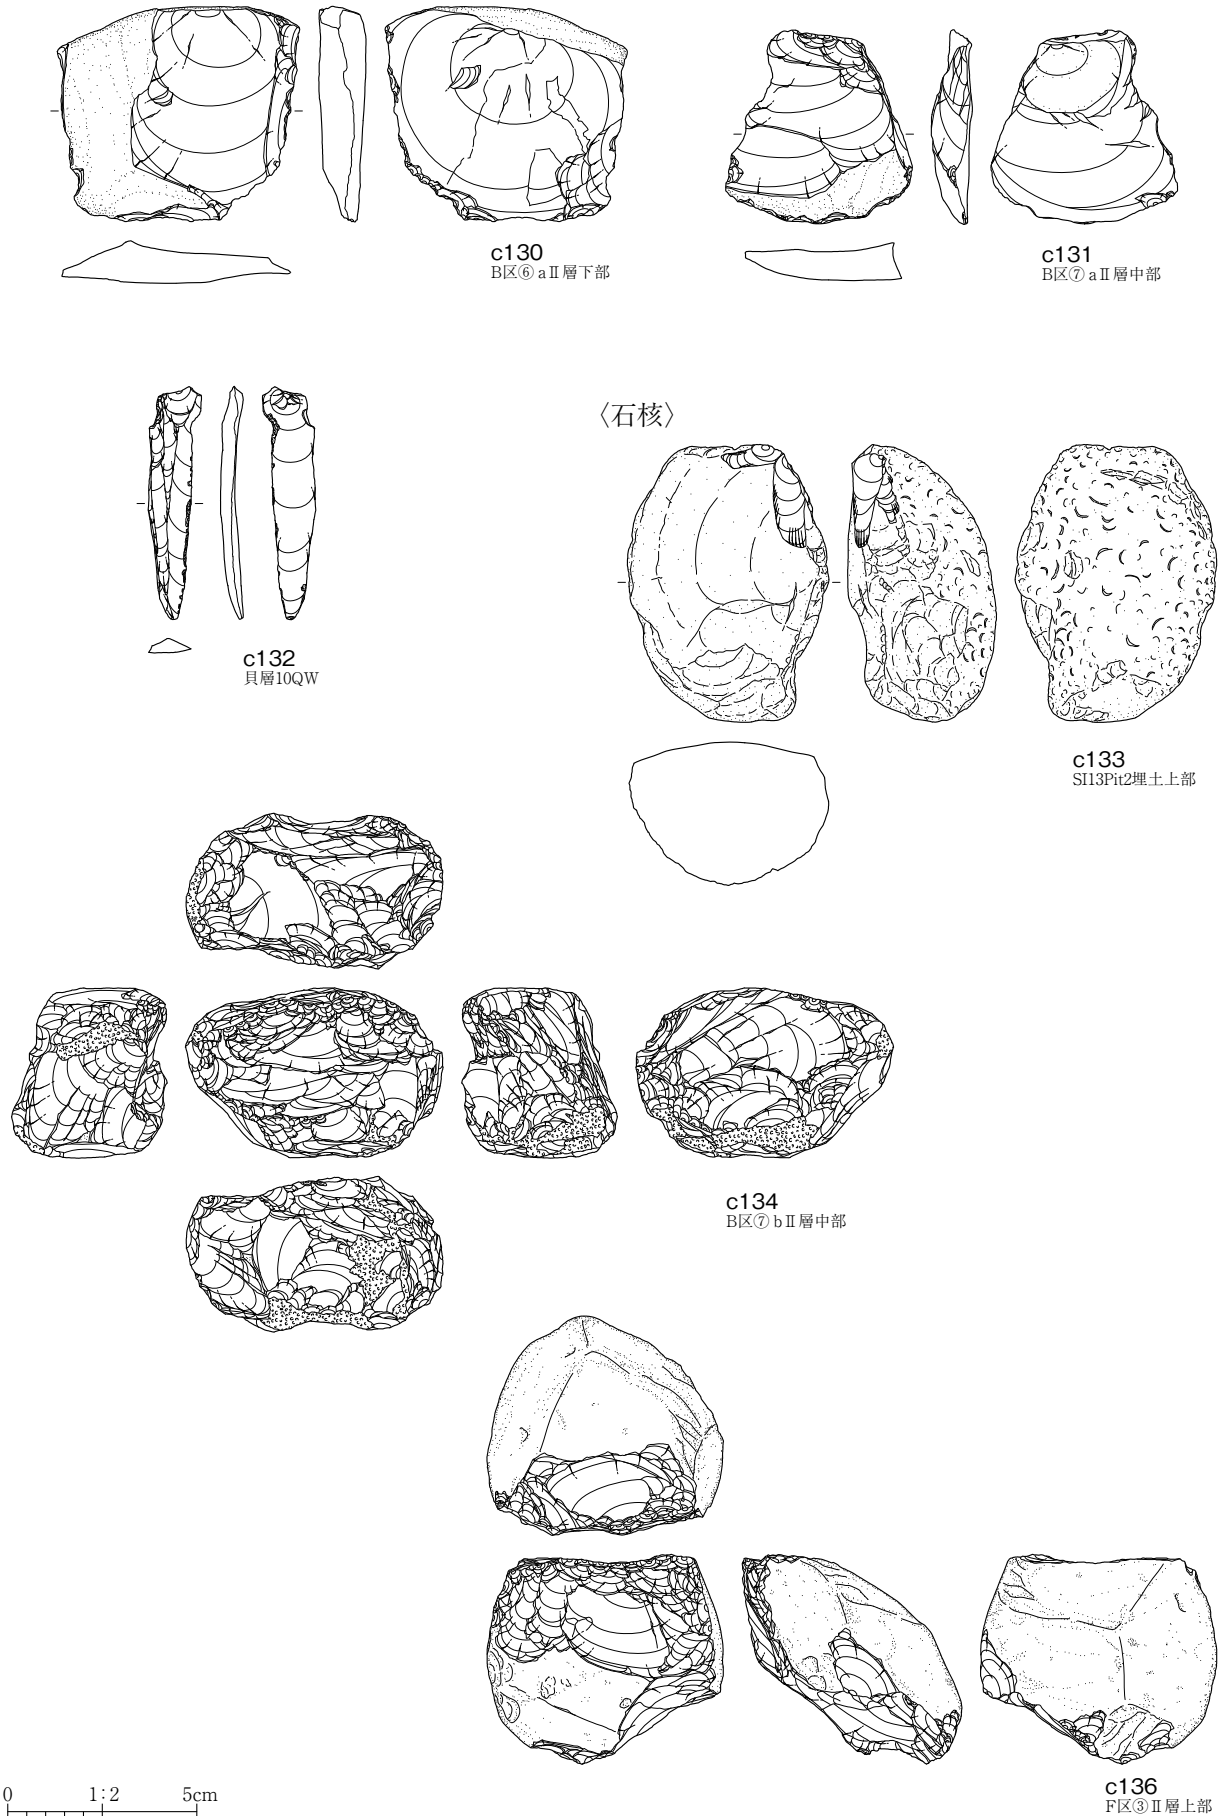 c130
B区⑥aⅡ層下部
c131
B区⑦aⅡ層中部
c132
貝層10QW
〈石核〉
c133
SI13Pit2埋土上部
c134
B区⑦bⅡ層中部
c136
F区③Ⅱ層上部
0 1:2 5cm